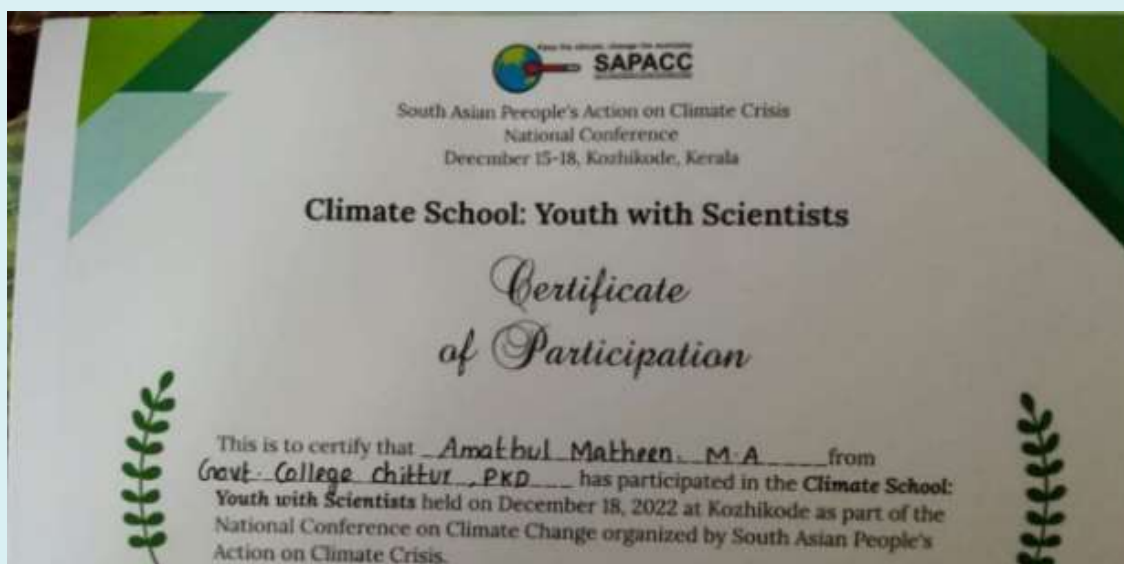 SAPACC
South Asian Peeople's Action on Climate Crisis
National Conference
Deecmber 15-18, Kozhikode, Kerala
Climate School: Youth with Scientists
Certificate
of Participation
This is to certify that Amathul Matheen. M.A from
Govt. College chittur, PKD has participated in the Climate School:
Youth with Scientists held on December 18, 2022 at Kozhikode as part of the
National Conference on Climate Change organized by South Asian People's
Action on Climate Crisis.